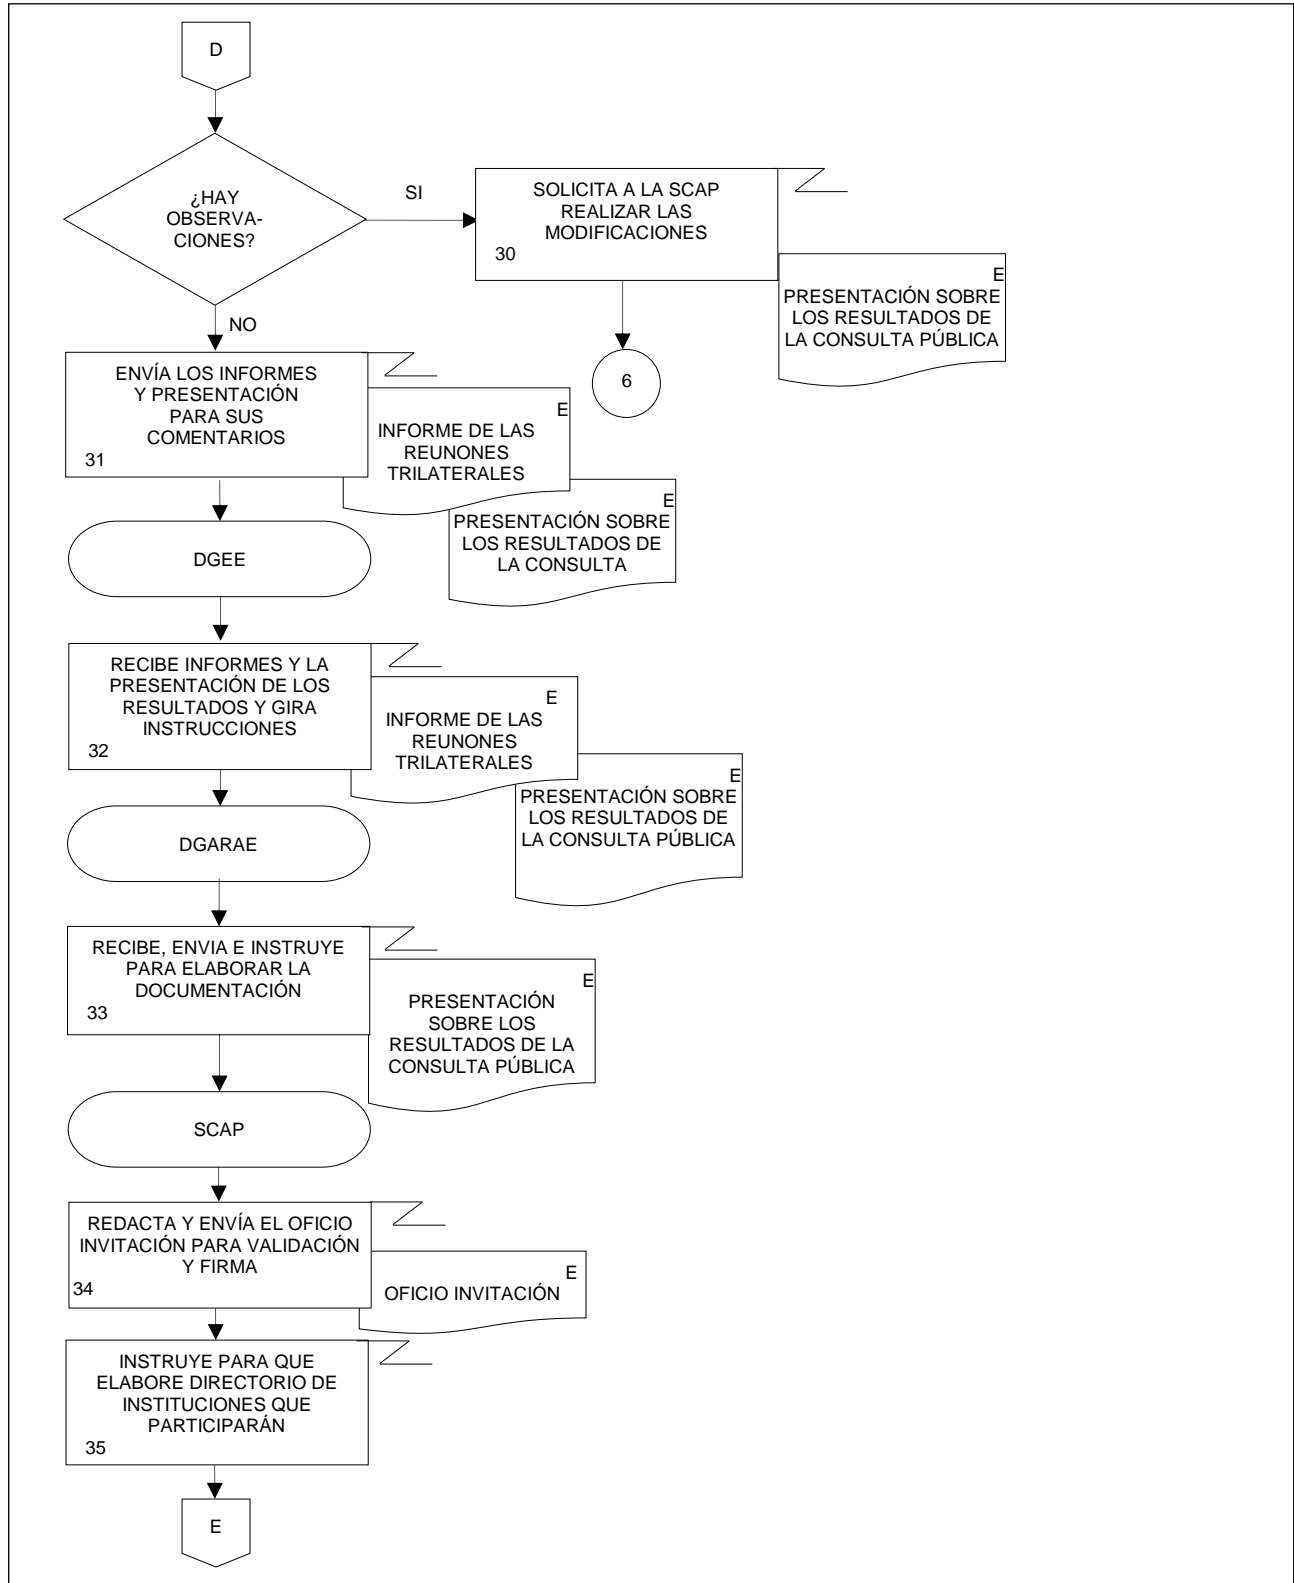 D
¿HAY
OBSERVA-
CIONES?
SI
SOLICITA A LA SCAP
REALIZAR LAS
MODIFICACIONES
30
E
PRESENTACIÓN SOBRE
LOS RESULTADOS DE
LA CONSULTA PÚBLICA
6
NO
ENVÍA LOS INFORMES
Y PRESENTACIÓN
PARA SUS
COMENTARIOS
31
E
INFORME DE LAS
REUNONES
TRILATERALES
E
PRESENTACIÓN SOBRE
LOS RESULTADOS DE
LA CONSULTA
DGEE
RECIBE INFORMES Y LA
PRESENTACIÓN DE LOS
RESULTADOS Y GIRA
INSTRUCCIONES
32
E
INFORME DE LAS
REUNONES
TRILATERALES
E
PRESENTACIÓN SOBRE
LOS RESULTADOS DE
LA CONSULTA PÚBLICA
DGARAE
RECIBE, ENVIA E INSTRUYE
PARA ELABORAR LA
DOCUMENTACIÓN
33
E
PRESENTACIÓN
SOBRE LOS
RESULTADOS DE LA
CONSULTA PÚBLICA
SCAP
REDACTA Y ENVÍA EL OFICIO
INVITACIÓN PARA VALIDACIÓN
Y FIRMA
34
E
OFICIO INVITACIÓN
INSTRUYE PARA QUE
ELABORE DIRECTORIO DE
INSTITUCIONES QUE
PARTICIPARÁN
35
E